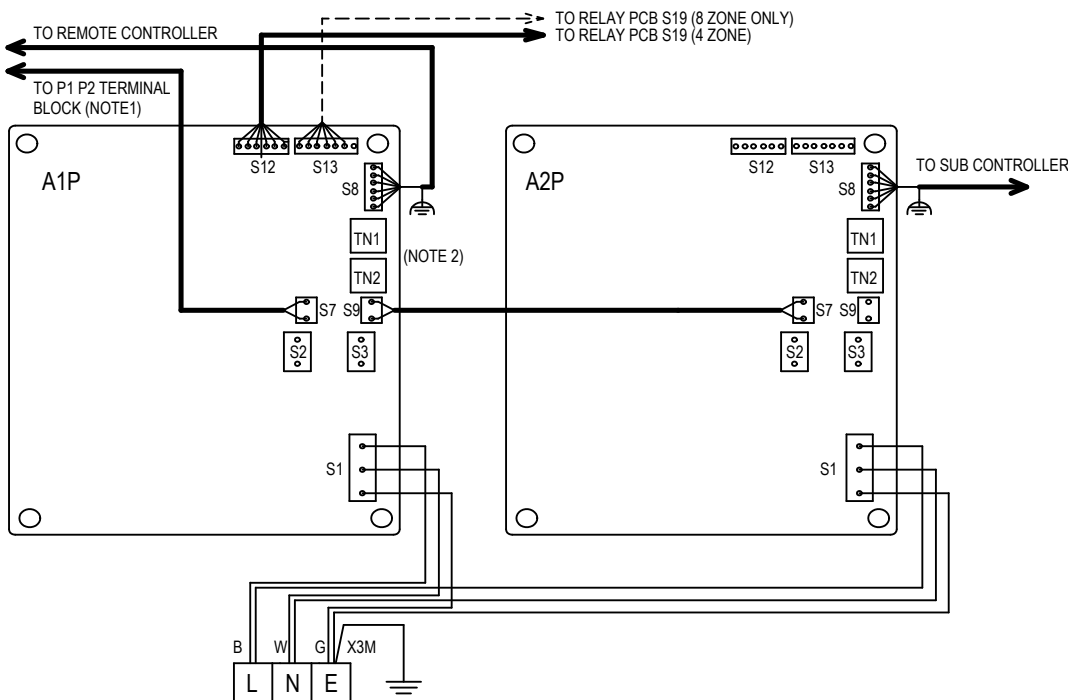 TO RELAY PCB S19 (8 ZONE ONLY)
TO RELAY PCB S19 (4 ZONE)
TO REMOTE CONTROLLER
TO P1 P2 TERMINAL
BLOCK (NOTE1)
A1P
S12
S13
S8
TN1
(NOTE 2)
TN2
S7
S9
S2
S3
S1
A2P
S12
S13
S8
TO SUB CONTROLLER
TN1
TN2
S7
S9
S2
S3
S1
B
W
G
X3M
L
N
E